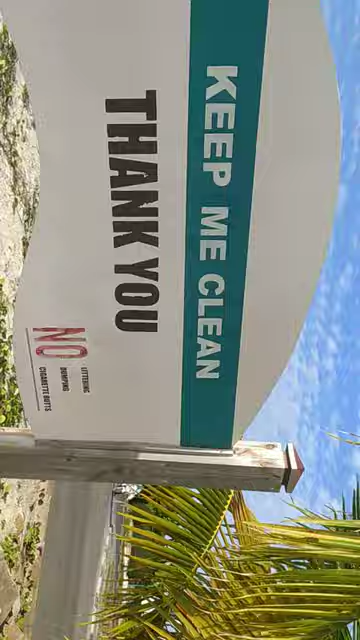 KEEP ME CLEAN
THANK YOU
NO
LITTERING
DUMPING
CIGARETTE BUTTS